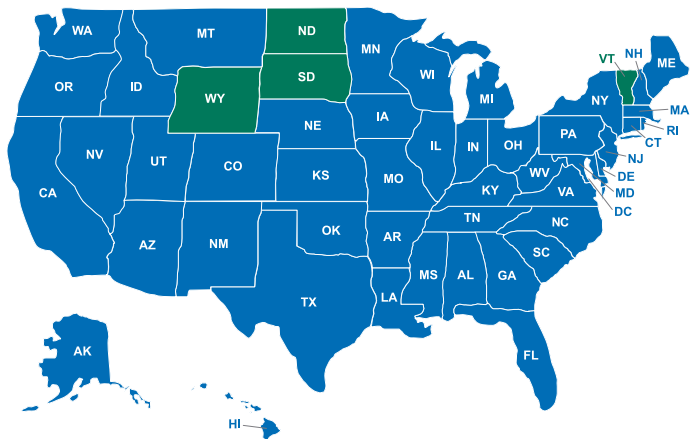 WA
MT
ND
MN
VT
NH
ME
OR
ID
SD
WI
WY
MI
NY
MA
RI
CT
IA
NE
PA
NV
UT
CO
IL
IN
OH
NJ
KS
MO
WV
DE
CA
KY
VA
MD
DC
TN
NC
OK
AR
AZ
NM
SC
MS
AL
GA
TX
LA
FL
AK
HI